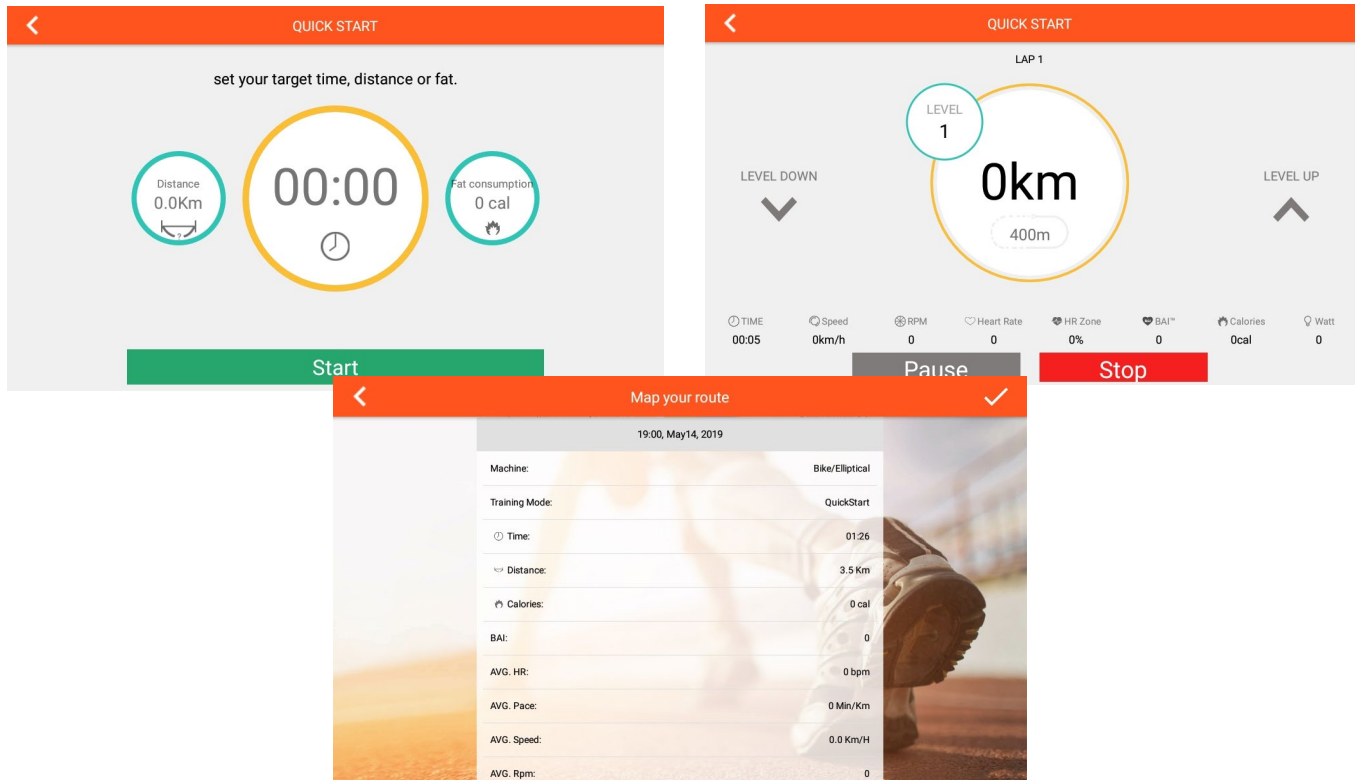 QUICK START
set your target time, distance or fat.
Distance
0.0Km
?
00:00
Fat consumption
0 cal
Start
QUICK START
LAP 1
LEVEL
1
LEVEL DOWN
0km
400m
LEVEL UP
TIME Speed RPM Heart Rate HR Zone BAI™ Calories Watt
00:05 0km/h 0 0 0% 0 0cal 0
Pause Stop
Map your route
19:00, May14, 2019
Machine: Bike/Elliptical
Training Mode: QuickStart
Time: 01:26
Distance: 3.5 Km
Calories: 0 cal
BAI: 0
AVG. HR: 0 bpm
AVG. Pace: 0 Min/Km
AVG. Speed: 0.0 Km/H
AVG. Rpm: 0